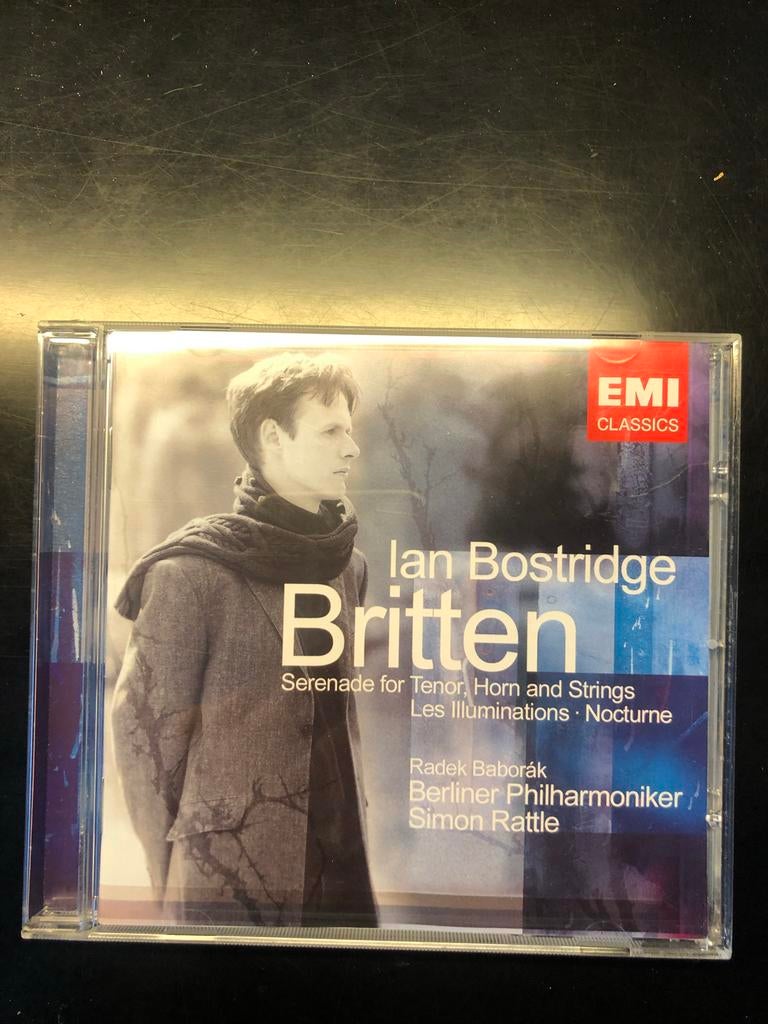 EMI
CLASSICS
Ian Bostridge
Britten
Serenade for Tenor, Horn and Strings
Les Illuminations · Nocturne
Radek Baborák
Berliner Philharmoniker
Simon Rattle